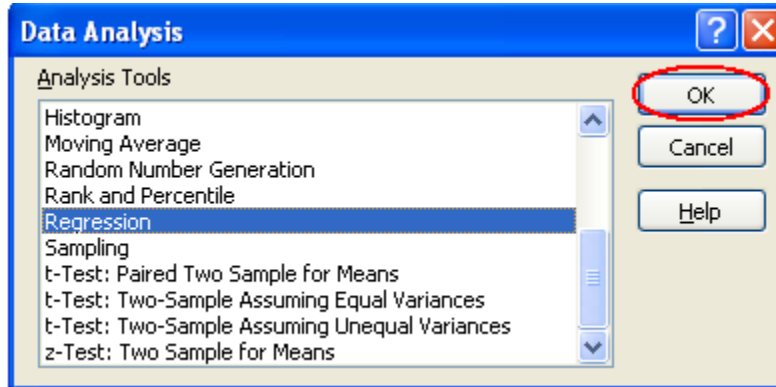 Data Analysis
Analysis Tools
Histogram
Moving Average
Random Number Generation
Rank and Percentile
Regression
Sampling
t-Test: Paired Two Sample for Means
t-Test: Two-Sample Assuming Equal Variances
t-Test: Two-Sample Assuming Unequal Variances
z-Test: Two Sample for Means
OK
Cancel
Help